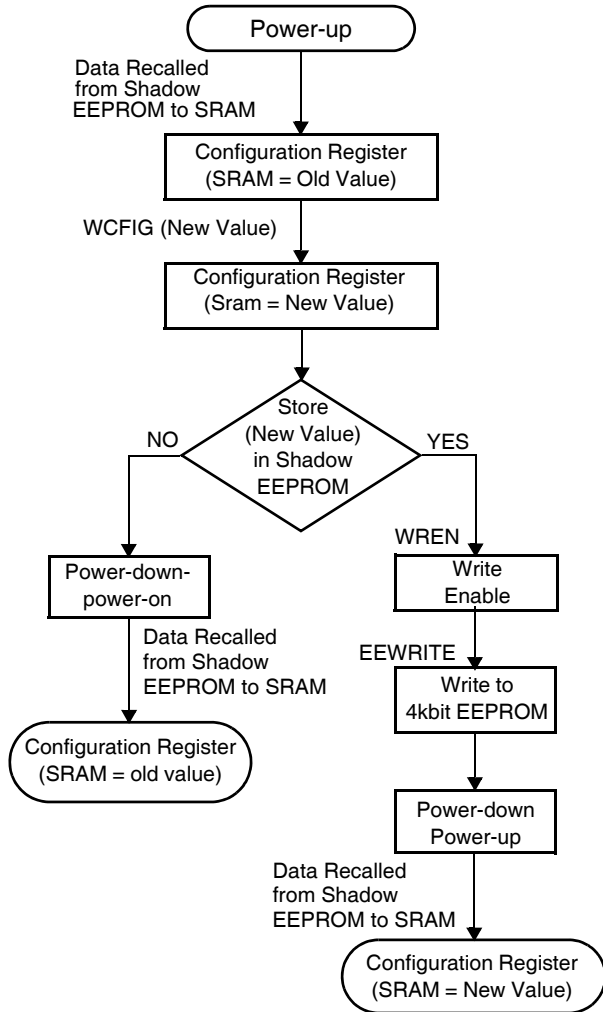 Power-up
Data Recalled
from Shadow
EEPROM to SRAM
Configuration Register
(SRAM = Old Value)
WCFIG (New Value)
Configuration Register
(Sram = New Value)
Store
(New Value)
in Shadow
EEPROM
NO
YES
Power-down-
power-on
Data Recalled
from Shadow
EEPROM to SRAM
Configuration Register
(SRAM = old value)
WREN
Write
Enable
EEWRITE
Write to
4kbit EEPROM
Power-down
Power-up
Data Recalled
from Shadow
EEPROM to SRAM
Configuration Register
(SRAM = New Value)